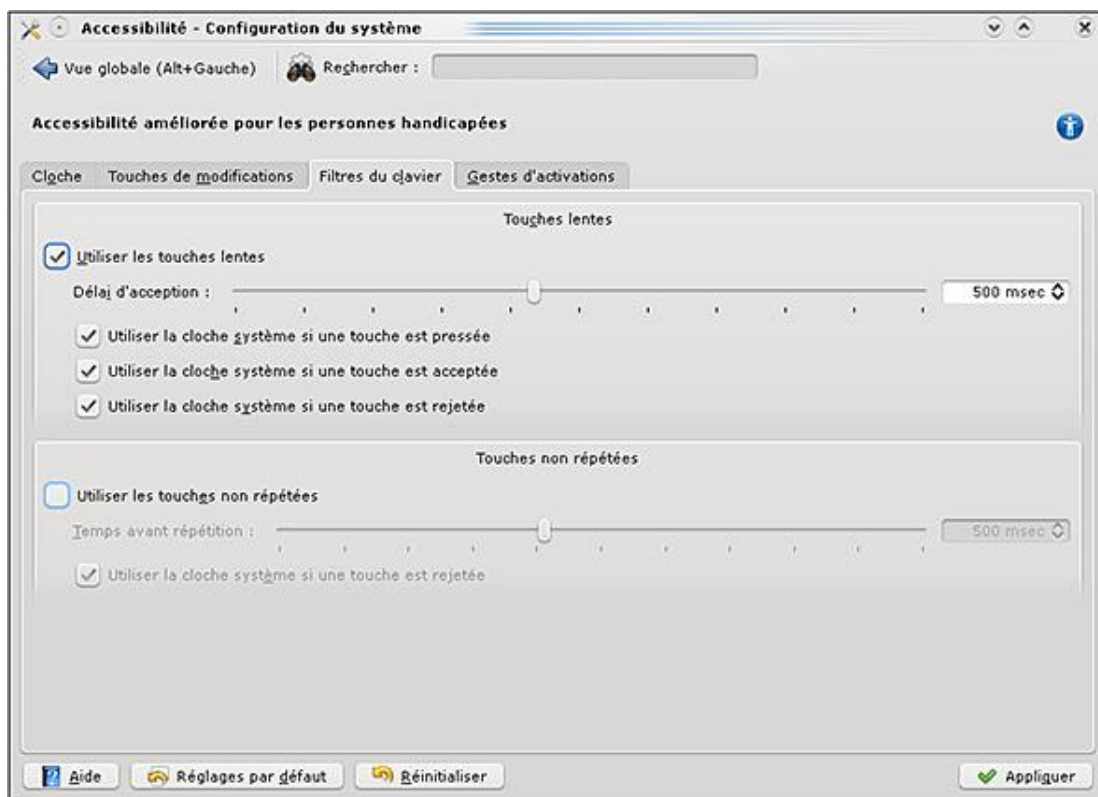 Accessibilité - Configuration du système
Vue globale (Alt+Gauche) Rechercher :
Accessibilité améliorée pour les personnes handicapées
Cloche Touches de modifications Filtres du clavier Gestes d'activations
Touches lentes
Utiliser les touches lentes
Délai d'acception : 500 msec
Utiliser la cloche système si une touche est pressée
Utiliser la cloche système si une touche est acceptée
Utiliser la cloche système si une touche est rejetée
Touches non répétées
Utiliser les touches non répétées
Temps avant répétition : 500 msec
Utiliser la cloche système si une touche est rejetée
Aide Réglages par défaut Réinitialiser Appliquer